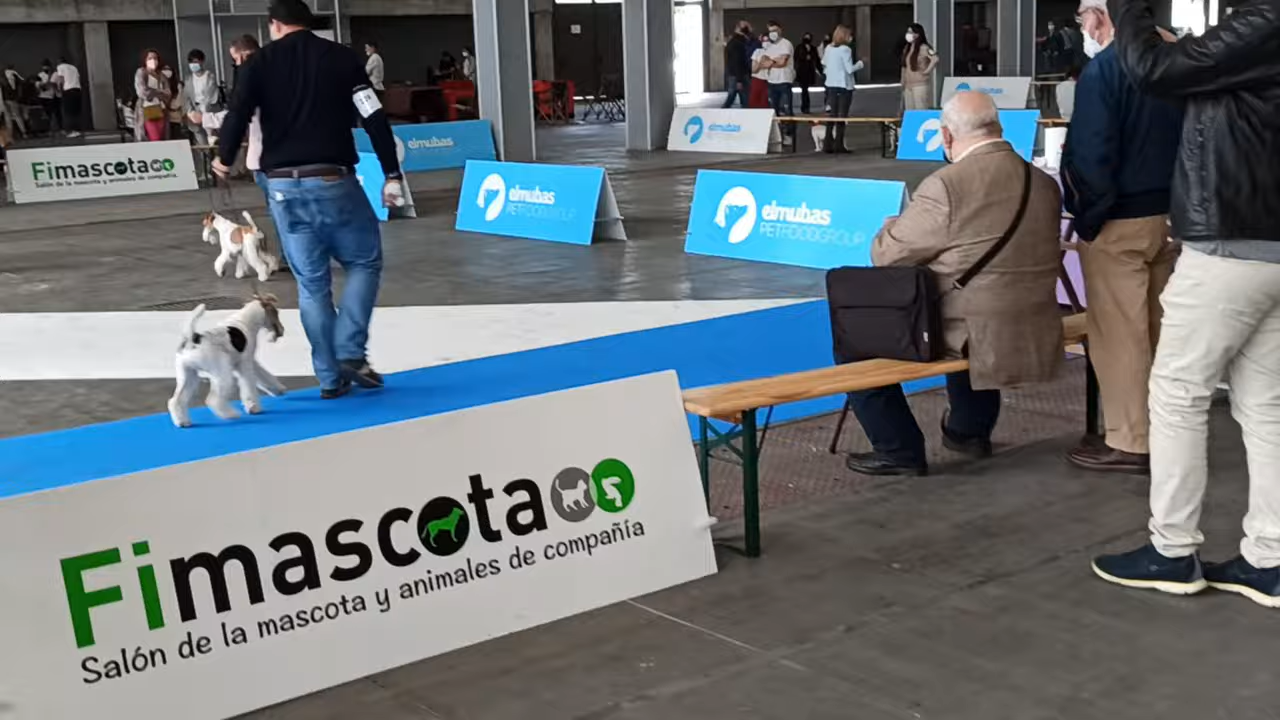 Fimascota
Salón de la mascota y animales de compañía.
elmubas
elmubas
PETFOODGROUP
elmubas
PETFOODGROUP
elmubas
Fimascota
Salón de la mascota y animales de compañía